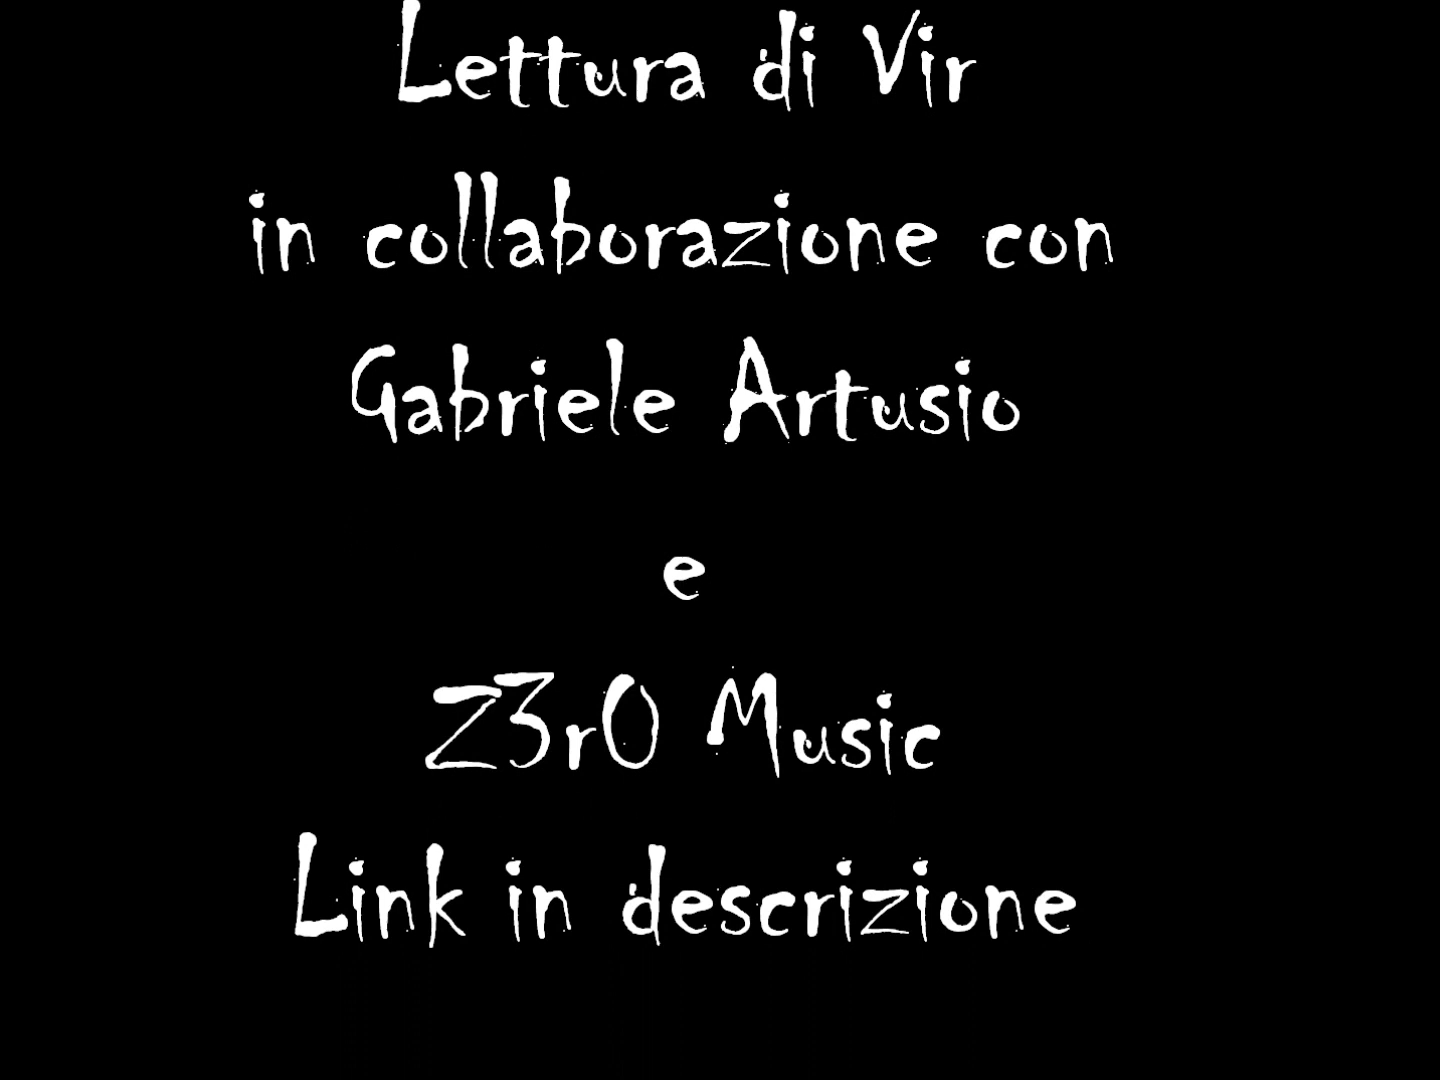 Lettura di Vir
in collaborazione con
Gabriele Artusio
e
Z3r0 Music
Link in descrizione